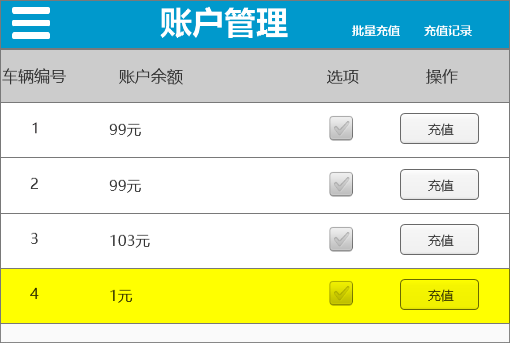 账户管理 批量充值 充值记录
车辆编号 账户余额 选项 操作
1 99元 充值
2 99元 充值
3 103元 充值
4 1元 充值